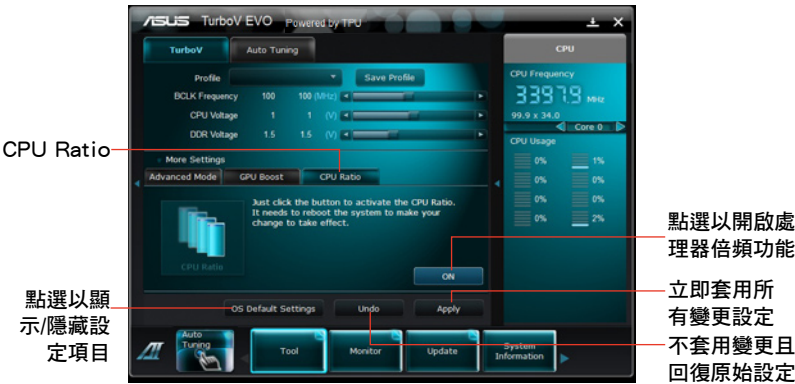 ASUS TurboV EVO Powered by TPU
TurboV Auto Tuning
Profile Save Profile
BCLK Frequency 100 100 (MHz)
CPU Voltage 1 1 (V)
DDR Voltage 1.5 1.5 (V)
More Settings
Advanced Mode GPU Boost CPU Ratio
Just click the button to activate the CPU Ratio.
It needs to reboot the system to make your
change to take effect.
CPU Ratio
ON
OS Default Settings Undo Apply
Auto
Tuning
Tool Monitor Update System
Information
CPU
CPU Frequency
3397.9 MHz
99.9 x 34.0
Core 0
CPU Usage
0% 1%
0% 0%
0% 0%
0% 2%
CPU Ratio
點選以顯
示/隱藏設
定項目
點選以開啟處
理器倍頻功能
立即套用所
有變更設定
不套用變更且
回復原始設定